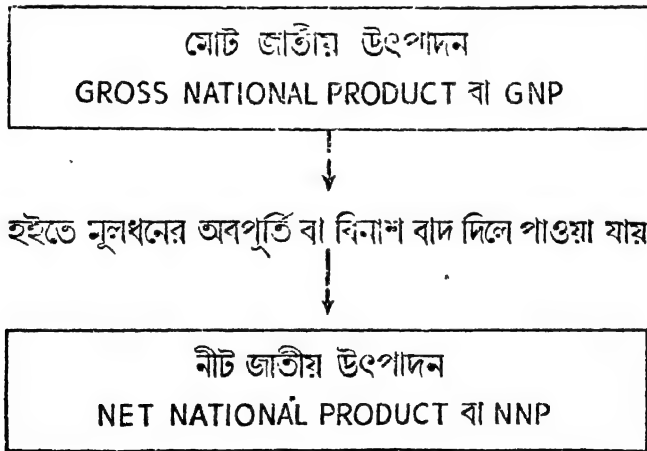 মোট জাতীয় উৎপাদন
GROSS NATIONAL PRODUCT বা GNP
হইতে মূলধনের অবপূর্তি বা বিনাশ বাদ দিলে পাওয়া যায়
নীট জাতীয় উৎপাদন
NET NATIONAL PRODUCT বা NNP